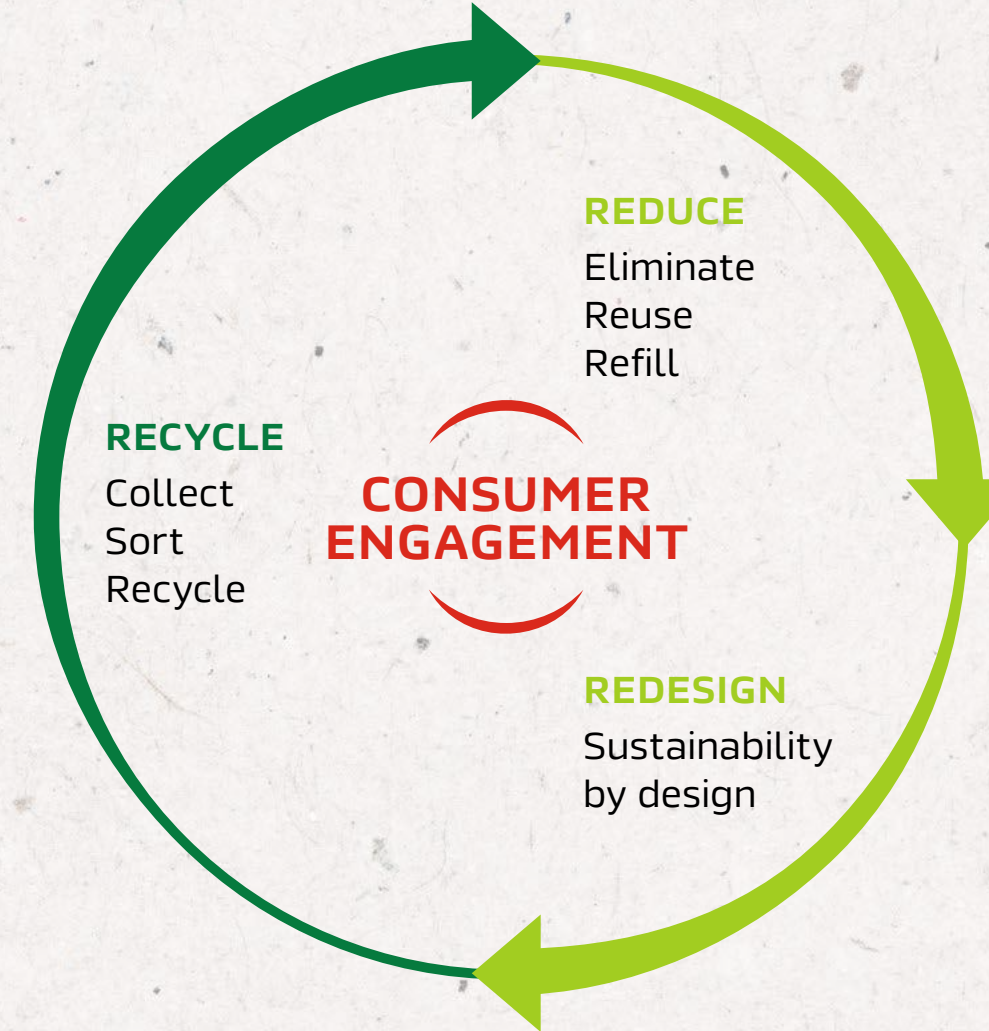 REDUCE
Eliminate
Reuse
Refill
RECYCLE
Collect
Sort
Recycle
CONSUMER
ENGAGEMENT
REDESIGN
Sustainability
by design